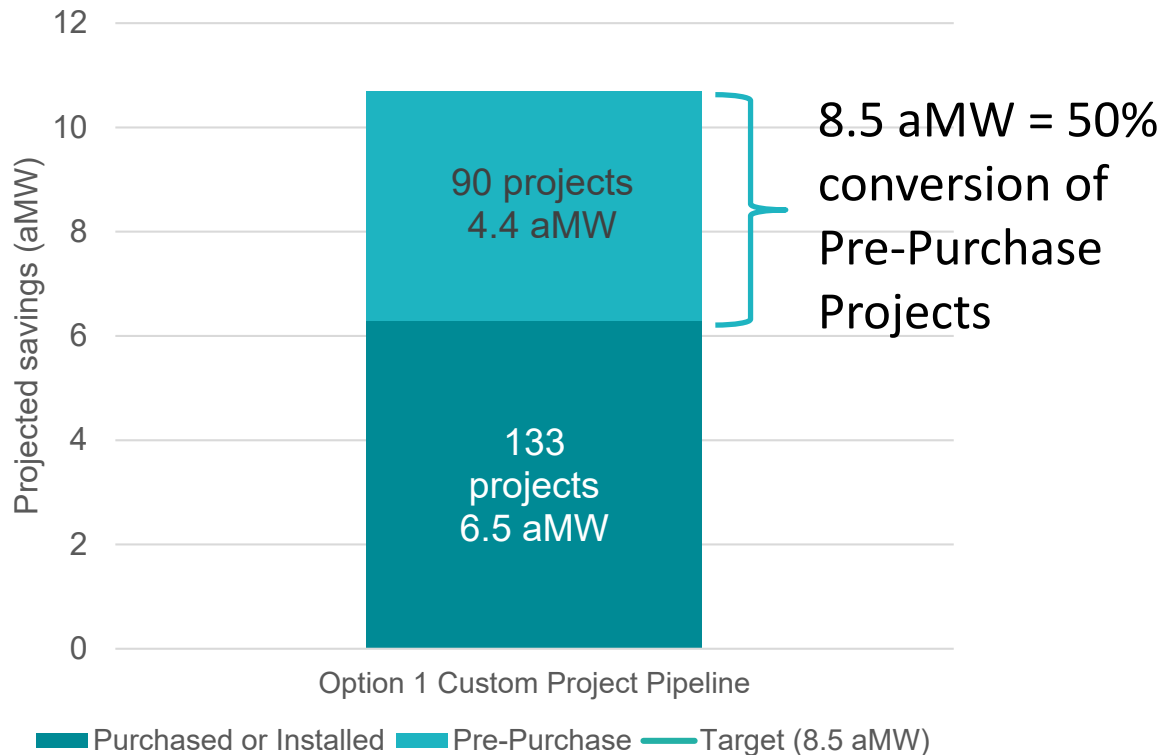 12
10
8
6
4
2
0
Projected savings (aMW)
90 projects
4.4 aMW
133
projects
6.5 aMW
8.5 aMW = 50%
conversion of
Pre-Purchase
Projects
Option 1 Custom Project Pipeline
Purchased or Installed Pre-Purchase Target (8.5 aMW)